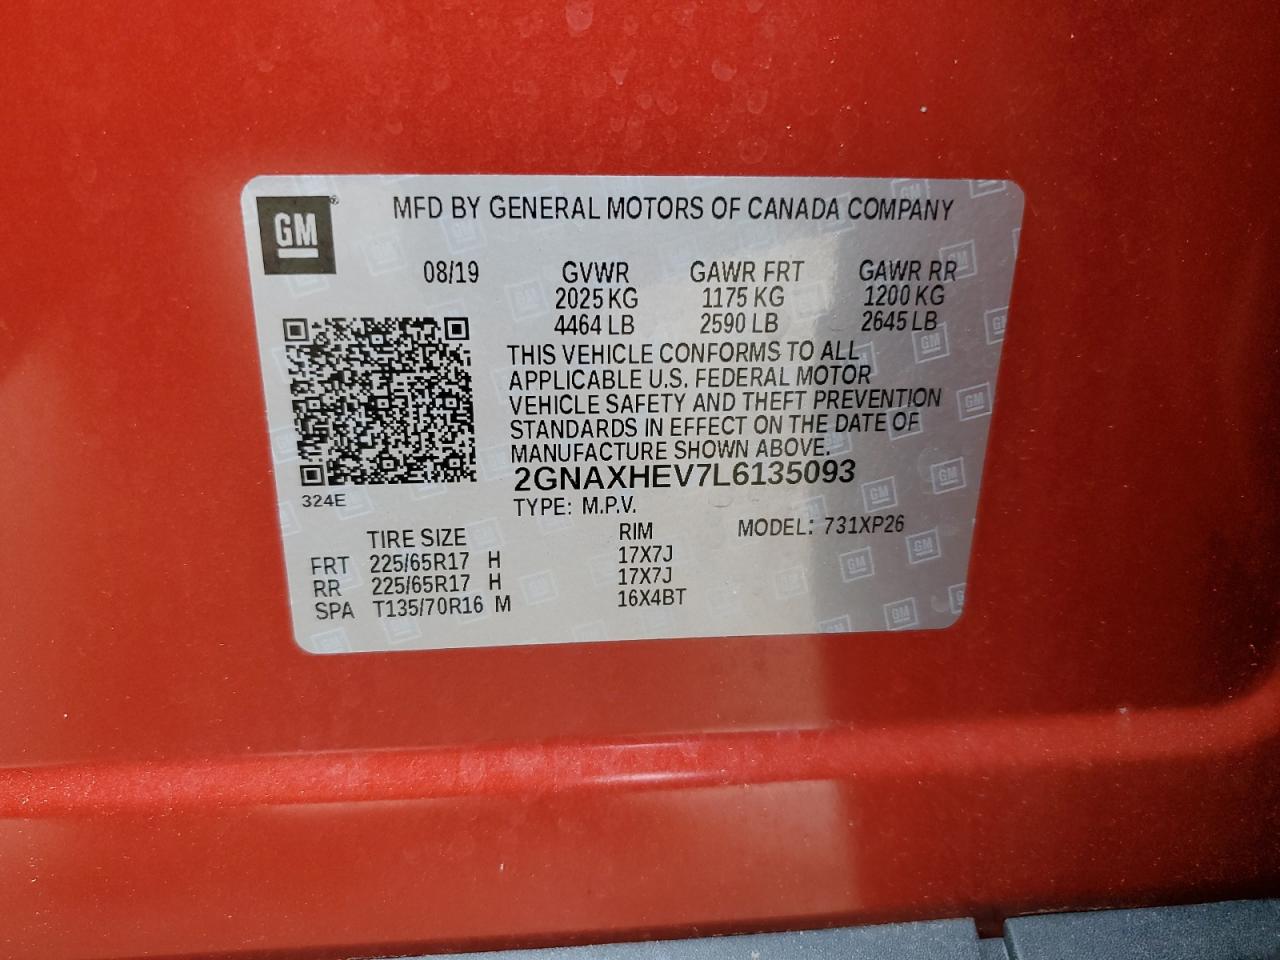 GM ®
MFD BY GENERAL MOTORS OF CANADA COMPANY
08/19 GVWR GAWR FRT GAWR RR
2025 KG 1175 KG 1200 KG
4464 LB 2590 LB 2645 LB
THIS VEHICLE CONFORMS TO ALL
APPLICABLE U.S. FEDERAL MOTOR
VEHICLE SAFETY AND THEFT PREVENTION
STANDARDS IN EFFECT ON THE DATE OF
MANUFACTURE SHOWN ABOVE.
2GNAXHEV7L6135093
324E
TYPE: M.P.V.
TIRE SIZE RIM MODEL: 731XP26
FRT 225/65R17 H 17X7J
RR 225/65R17 H 17X7J
SPA T135/70R16 M 16X4BT